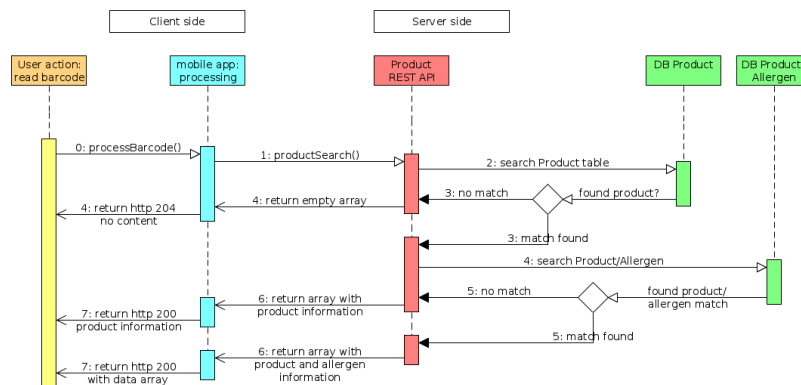 Client side
Server side
User action:
read barcode
mobile app:
processing
Product
REST API
DB Product
DB Product
Allergen
0: processBarcode()
1: productSearch()
2: search Product table
3: no match
found product?
4: return empty array
4: return http 204
no content
3: match found
4: search Product/Allergen
5: no match
found product/
allergen match
6: return array with
product information
7: return http 200
product information
5: match found
6: return array with
product and allergen
information
7: return http 200
with data array